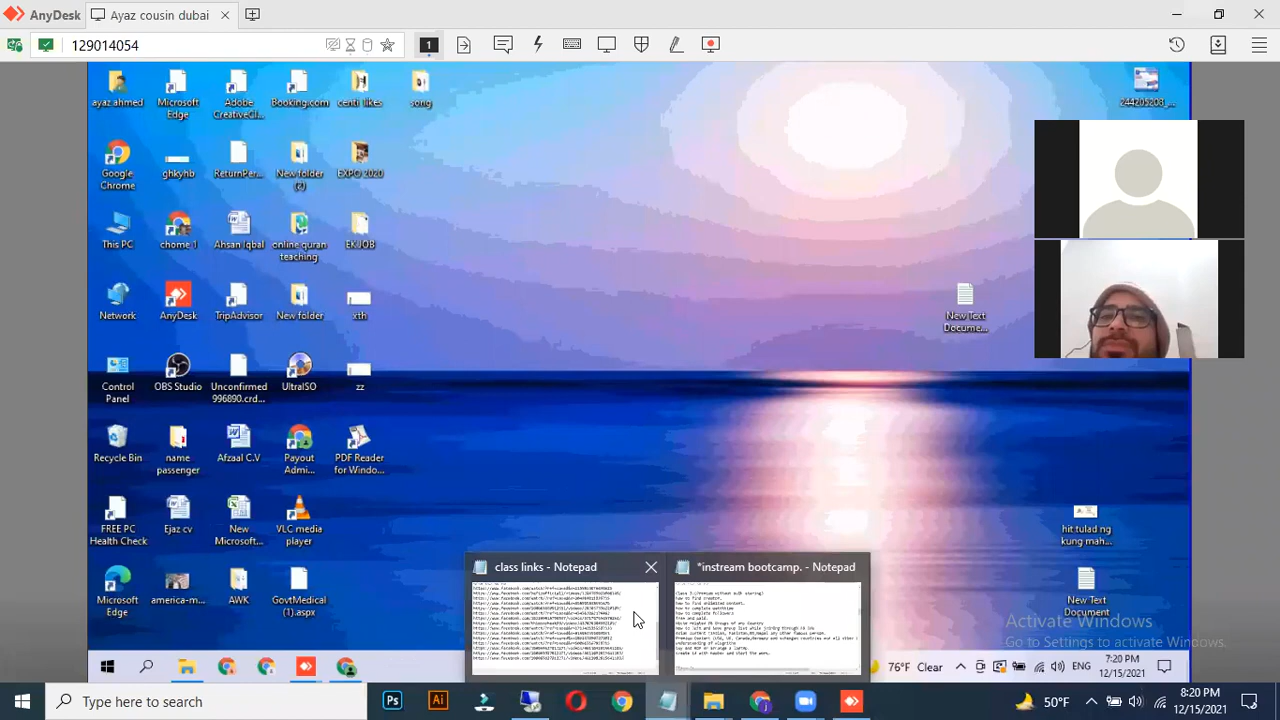 AnyDesk
Ayaz cousin dubai
129014054
1
ayaz.ahmed
Microsoft
Edge
Adobe
CreativeCl...
Booking.com
centi likes
song
244205203_...
Google
Chrome
ghkyhb
ReturnPer...
New folder
(2)
EXPO 2020
This PC
chome 1
Ahsan Iqbal
online quran
teaching
EK JOB
Network
AnyDesk
TripAdvisor
New folder
xth
New Text
Docume...
Control
Panel
OBS Studio
Unconfirmed
996890.crd...
UltraISO
zz
Recycle Bin
name
passenger
Afzaal C.V
Payout
Admi...
PDF Reader
for Windo...
FREE PC
Health Check
Ejaz cv
New
Microsoft...
VLC media
player
hit tulad ng
kung mah...
Microsoft
Edge
america-m...
AWK
GovtMedic...
(1).aspx
New Text
Document
class links - Notepad
*instream bootcamp. - Notepad
Activate Windows
Settings to activate Windows.
76°F Clear
ENG
7:20 PM
12/15/2021
Type here to search
Ps
Ai
50°F
8:20 PM
12/15/2021